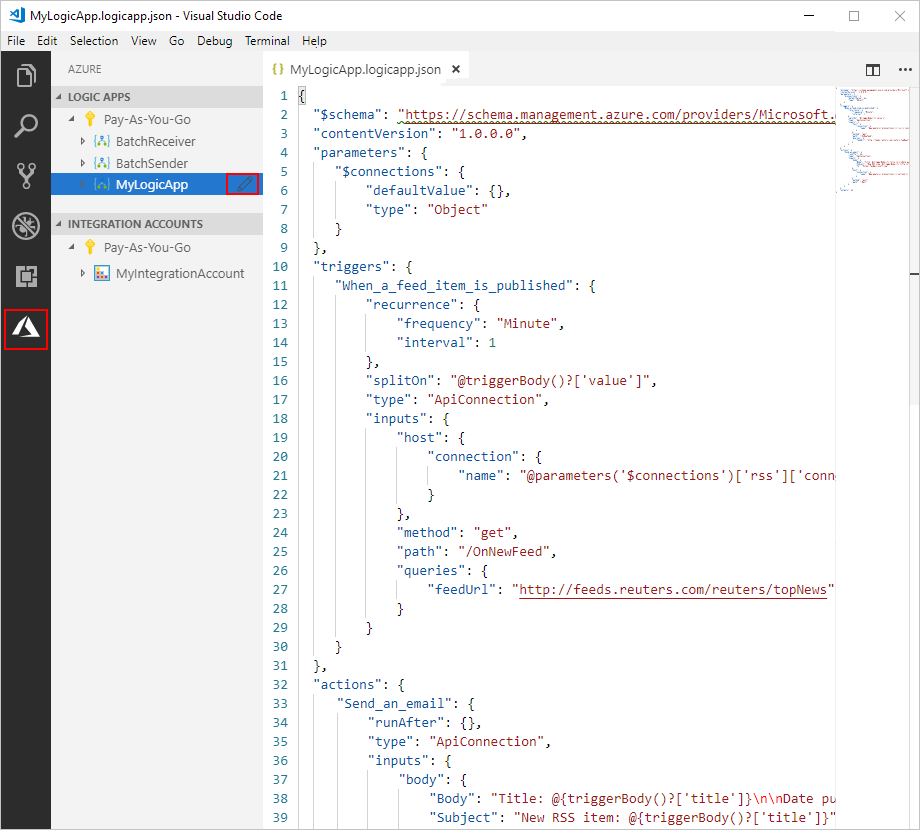 MyLogicApp.logicapp.json - Visual Studio Code
File Edit Selection View Go Debug Terminal Help
AZURE
LOGIC APPS
Pay-As-You-Go
BatchReceiver
BatchSender
MyLogicApp
INTEGRATION ACCOUNTS
Pay-As-You-Go
MyIntegrationAccount
{} MyLogicApp.logicapp.json ×
1 {
2 "$schema": "https://schema.management.azure.com/providers/Microsoft.
3 "contentVersion": "1.0.0.0",
4 "parameters": {
5 "$connections": {
6 "defaultValue": {},
7 "type": "Object"
8 }
9 },
10 "triggers": {
11 "When_a_feed_item_is_published": {
12 "recurrence": {
13 "frequency": "Minute",
14 "interval": 1
15 },
16 "splitOn": "@triggerBody()?['value']",
17 "type": "ApiConnection",
18 "inputs": {
19 "host": {
20 "connection": {
21 "name": "@parameters('$connections')['rss']['conn
22 }
23 },
24 "method": "get",
25 "path": "/OnNewFeed",
26 "queries": {
27 "feedUrl": "http://feeds.reuters.com/reuters/topNews"
28 }
29 }
30 }
31 },
32 "actions": {
33 "Send_an_email": {
34 "runAfter": {},
35 "type": "ApiConnection",
36 "inputs": {
37 "body": {
38 "Body": "Title: @{triggerBody()?['title']}\n\nDate pu
39 "Subject": "New RSS item: @{triggerBody()?['title']}"